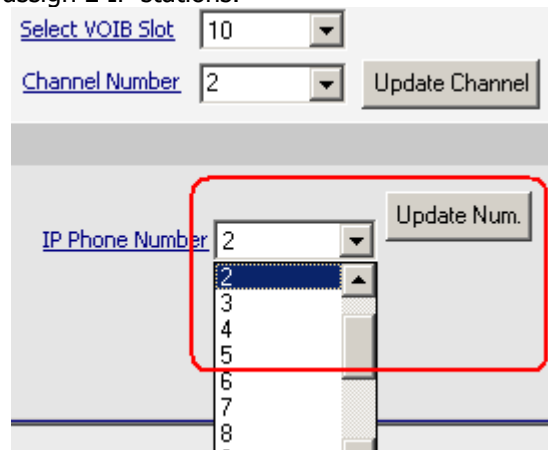 assign 2 IP stations.
Select VOIB Slot 10
Channel Number 2 Update Channel
Update Num.
IP Phone Number 2
2
3
4
5
6
7
8